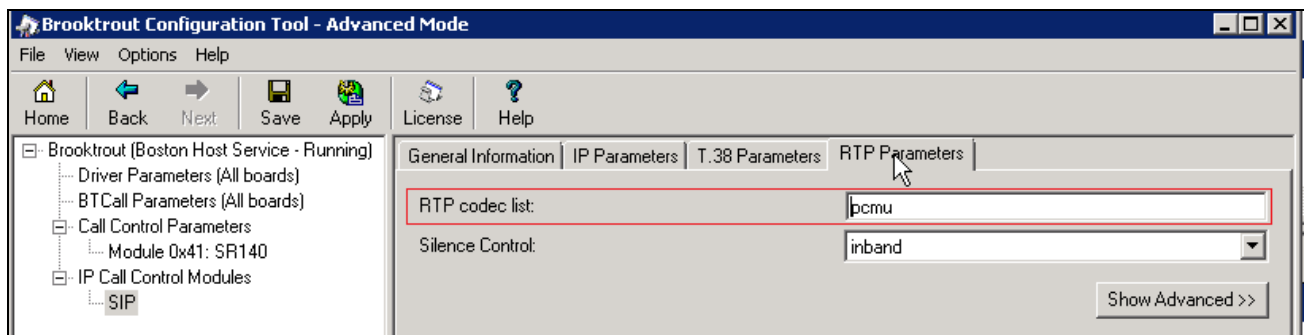 Brooktrout Configuration Tool - Advanced Mode
File View Options Help
Home Back Next Save Apply License Help
Brooktrout (Boston Host Service - Running)
Driver Parameters (All boards)
BTCall Parameters (All boards)
Call Control Parameters
Module 0x41: SR140
IP Call Control Modules
SIP
General Information IP Parameters T.38 Parameters RTP Parameters
RTP codec list: pcmu
Silence Control: inband
Show Advanced >>